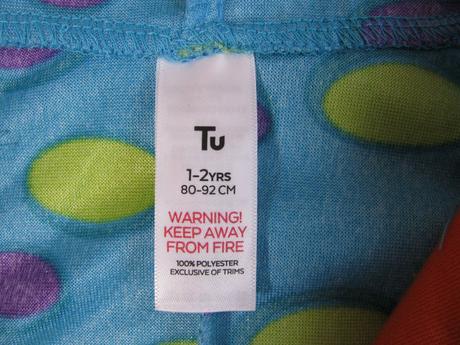 Tu
1-2YRS
80-92 CM
WARNING!
KEEP AWAY
FROM FIRE
100% POLYESTER
EXCLUSIVE OF TRIMS